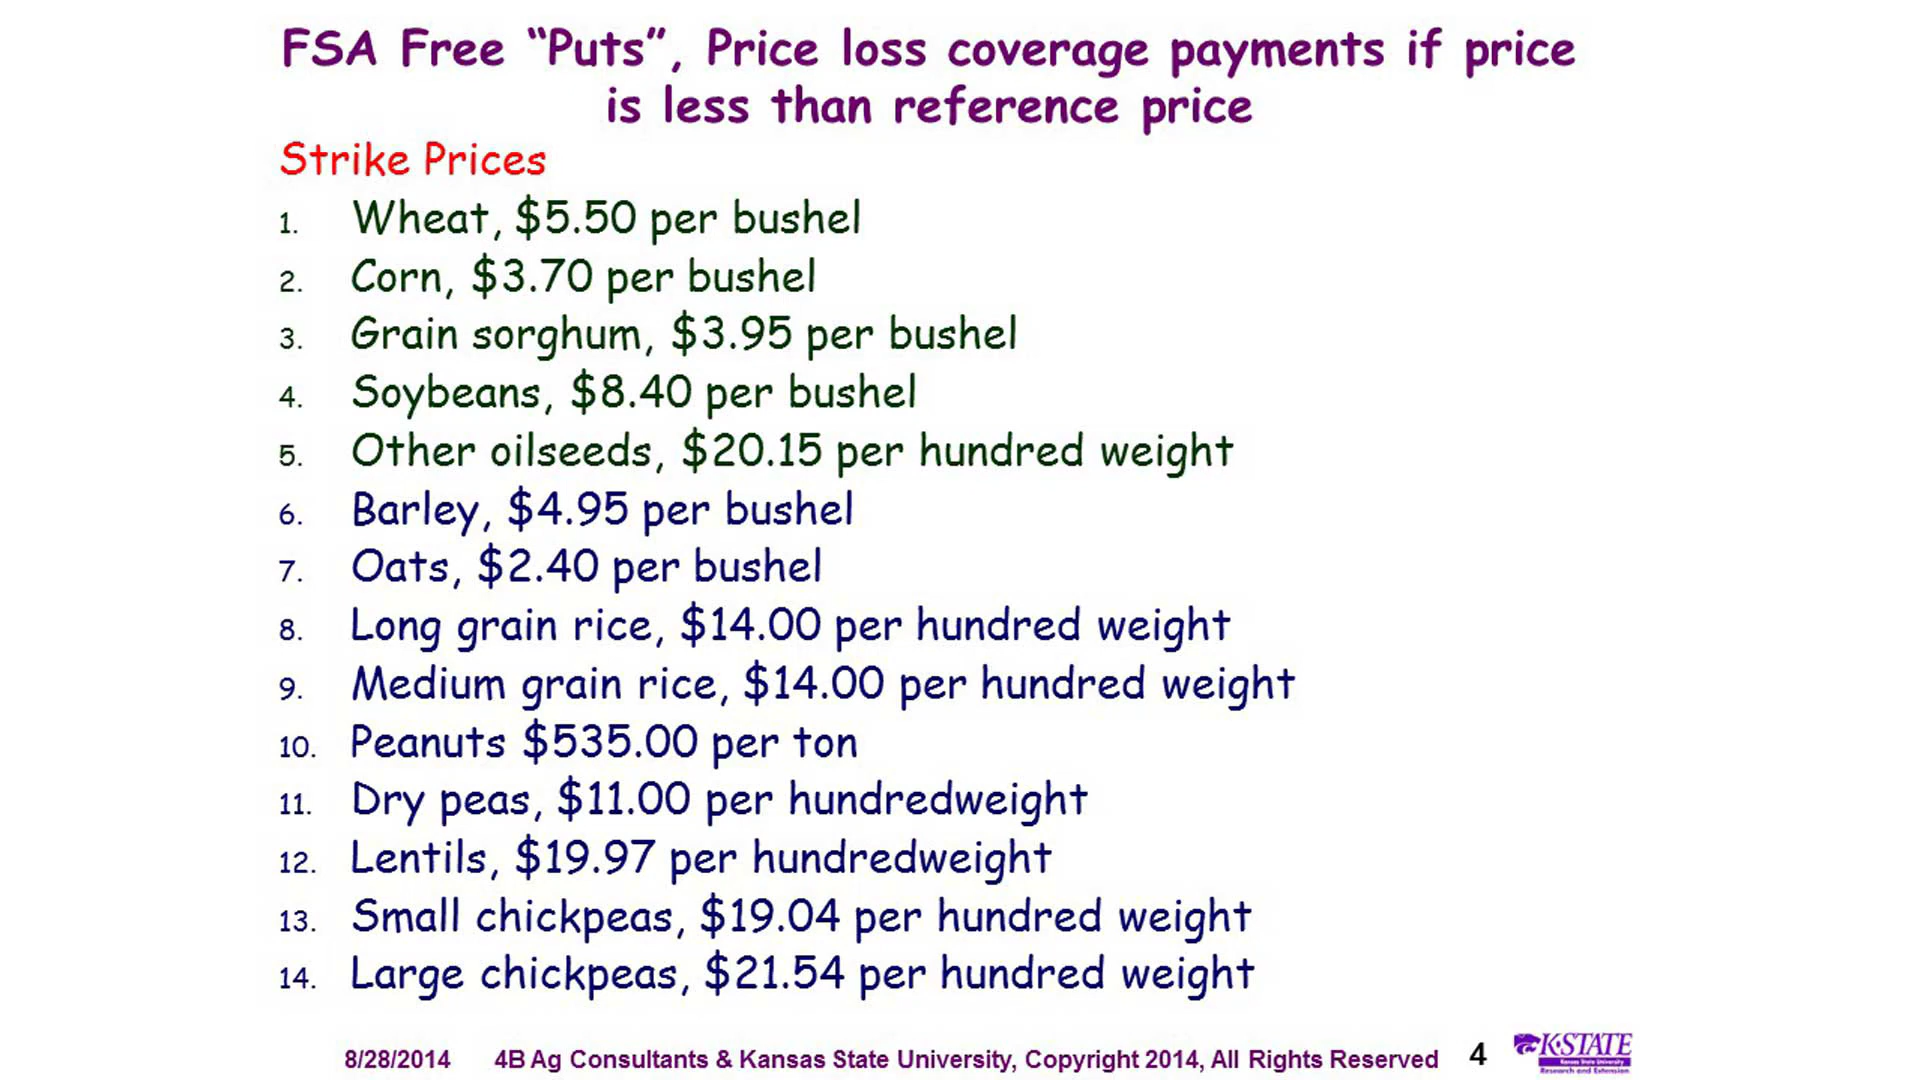 FSA Free “Puts”, Price loss coverage payments if price
is less than reference price
Strike Prices
1. Wheat, $5.50 per bushel
2. Corn, $3.70 per bushel
3. Grain sorghum, $3.95 per bushel
4. Soybeans, $8.40 per bushel
5. Other oilseeds, $20.15 per hundred weight
6. Barley, $4.95 per bushel
7. Oats, $2.40 per bushel
8. Long grain rice, $14.00 per hundred weight
9. Medium grain rice, $14.00 per hundred weight
10. Peanuts $535.00 per ton
11. Dry peas, $11.00 per hundredweight
12. Lentils, $19.97 per hundredweight
13. Small chickpeas, $19.04 per hundred weight
14. Large chickpeas, $21.54 per hundred weight
8/28/2014 4B Ag Consultants & Kansas State University, Copyright 2014, All Rights Reserved 4
K-STATE
Kansas State University
Research and Extension